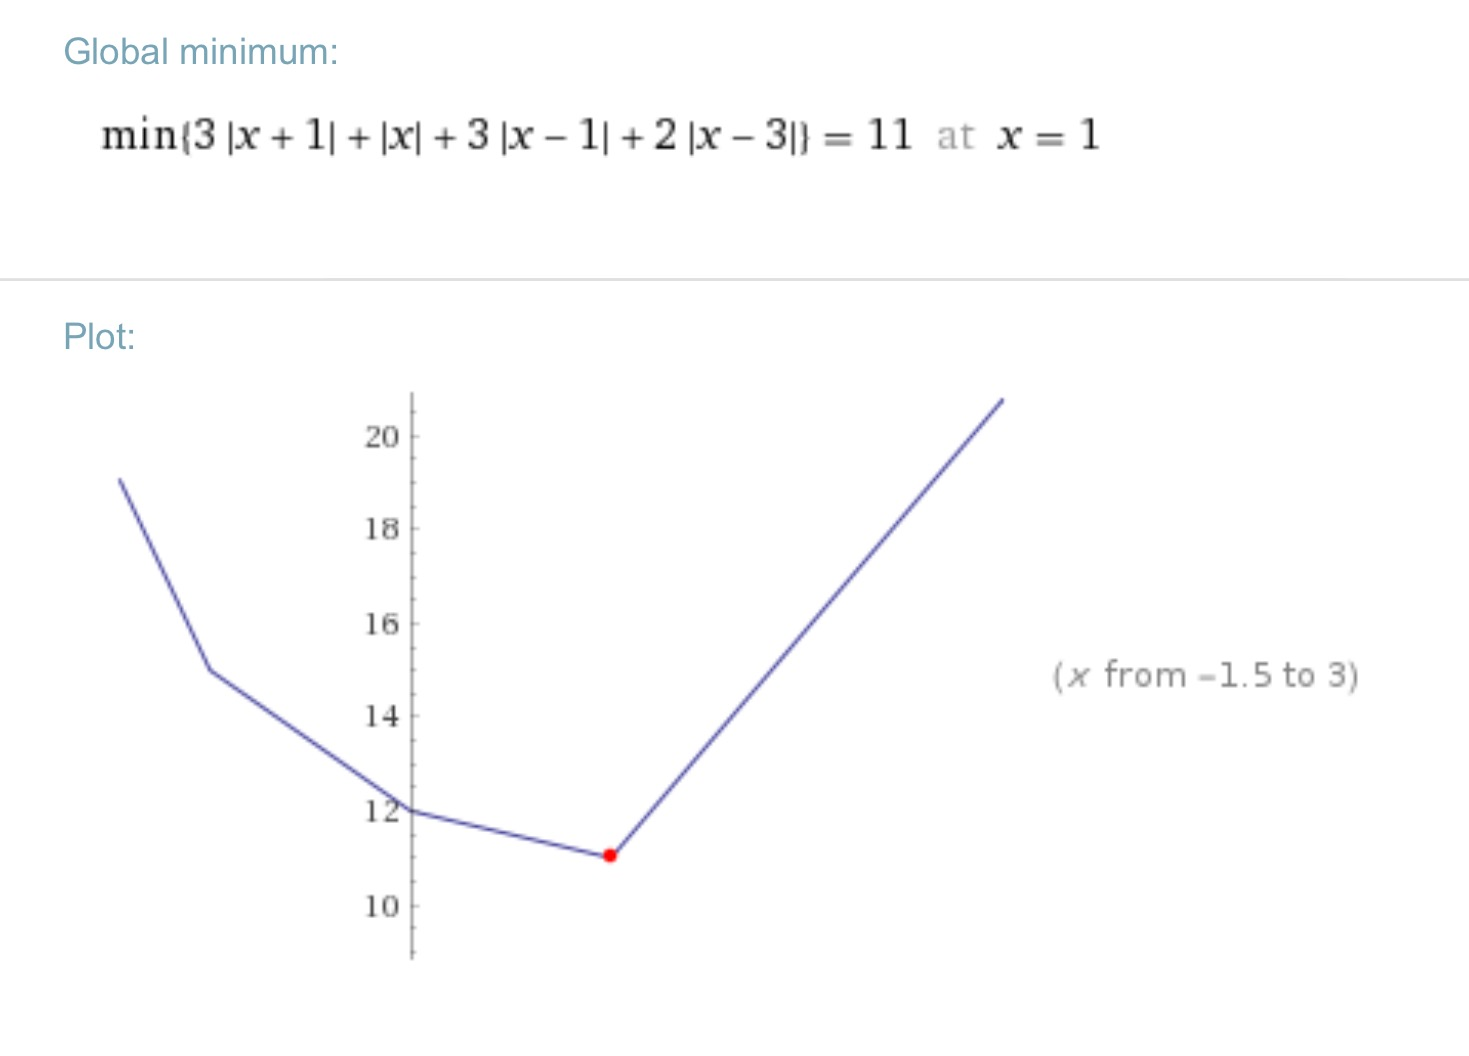 Global minimum:
min{3 |x + 1| + |x| + 3 |x − 1| + 2 |x − 3|} = 11 at x = 1
Plot:
20
18
16
(x from −1.5 to 3)
14
12
10